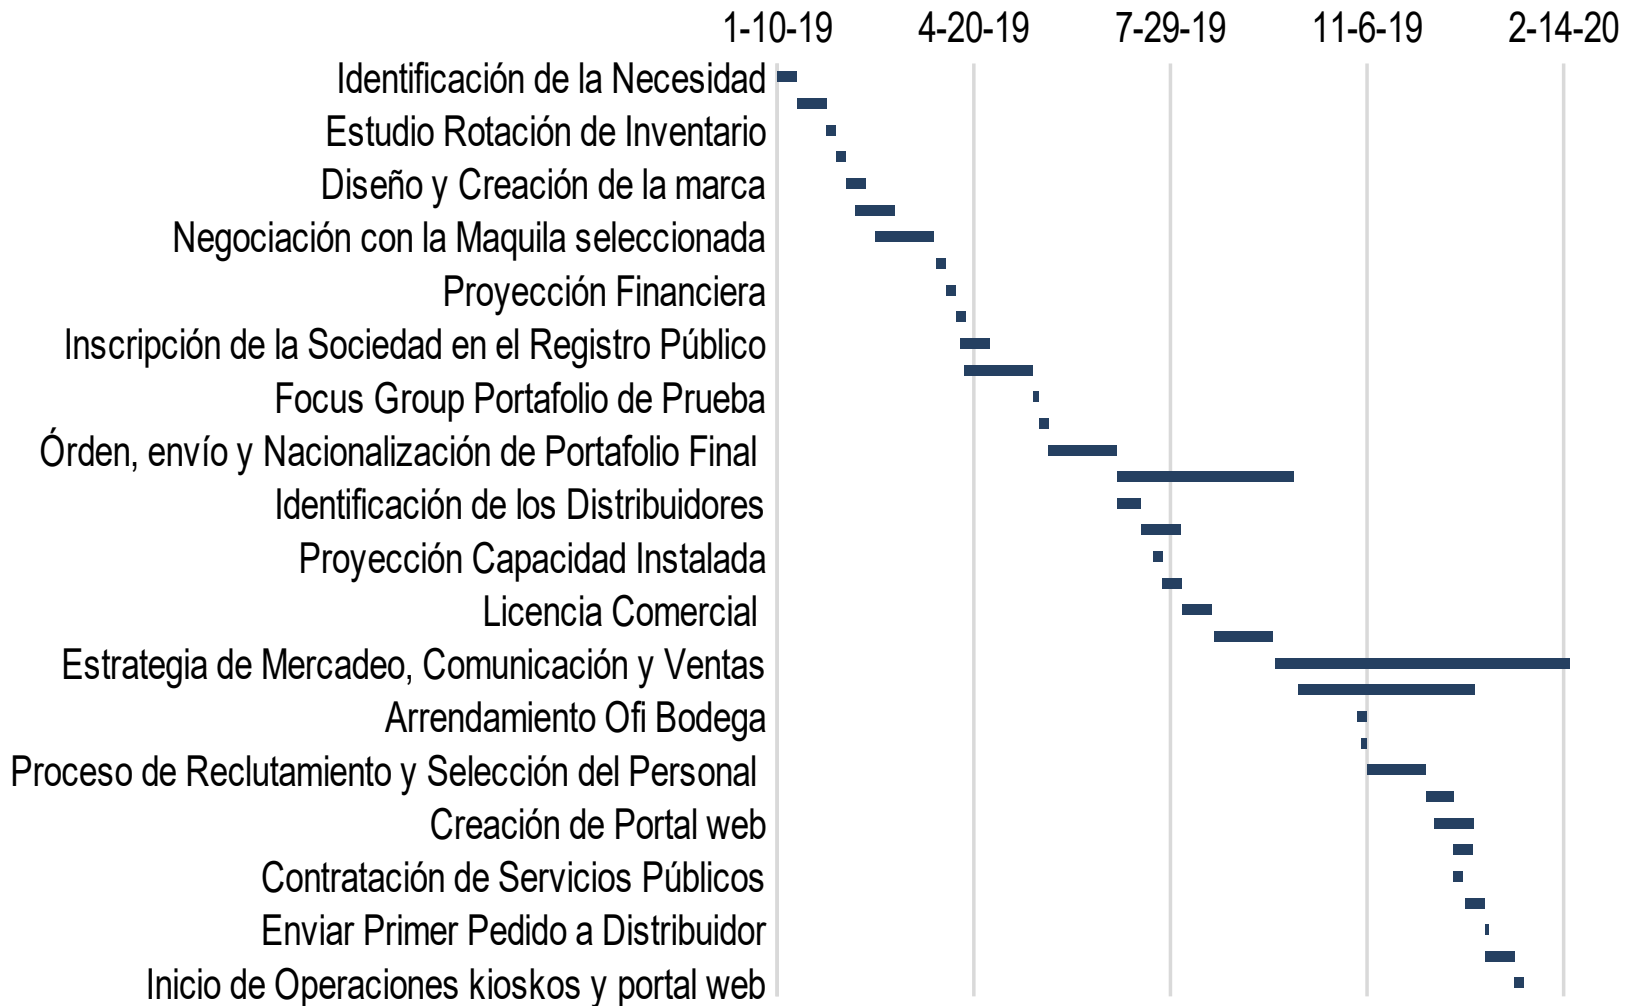 1-10-19 4-20-19 7-29-19 11-6-19 2-14-20
Identificación de la Necesidad
Estudio Rotación de Inventario
Diseño y Creación de la marca
Negociación con la Maquila seleccionada
Proyección Financiera
Inscripción de la Sociedad en el Registro Público
Focus Group Portafolio de Prueba
Órden, envío y Nacionalización de Portafolio Final
Identificación de los Distribuidores
Proyección Capacidad Instalada
Licencia Comercial
Estrategia de Mercadeo, Comunicación y Ventas
Arrendamiento Ofi Bodega
Proceso de Reclutamiento y Selección del Personal
Creación de Portal web
Contratación de Servicios Públicos
Enviar Primer Pedido a Distribuidor
Inicio de Operaciones kioskos y portal web